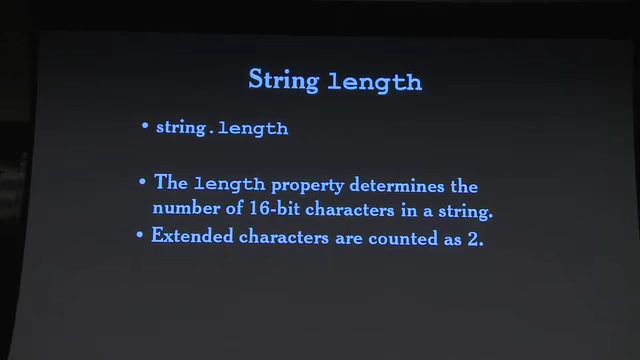 String length
• string.length
• The length property determines the
number of 16-bit characters in a string.
• Extended characters are counted as 2.